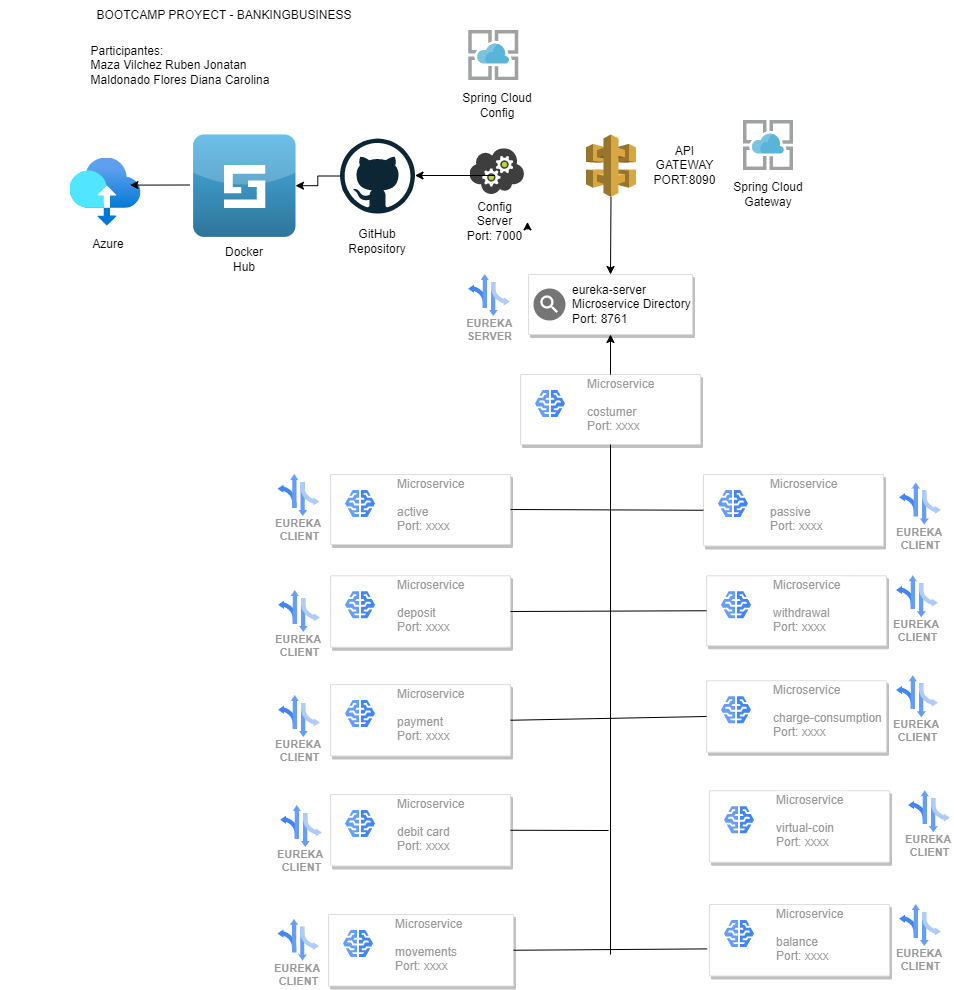 BOOTCAMP PROYECT - BANKINGBUSINESS
Participantes:
Maza Vilchez Ruben Jonatan
Maldonado Flores Diana Carolina
Spring Cloud
Config
API
GATEWAY
PORT:8090
Spring Cloud
Gateway
Azure
Docker
Hub
GitHub
Repository
Config
Server
Port: 7000
EUREKA
SERVER
eureka-server
Microservice Directory
Port: 8761
Microservice
costumer
Port: xxxx
EUREKA
CLIENT
Microservice
active
Port: xxxx
Microservice
passive
Port: xxxx
EUREKA
CLIENT
EUREKA
CLIENT
Microservice
deposit
Port: xxxx
Microservice
withdrawal
Port: xxxx
EUREKA
CLIENT
EUREKA
CLIENT
Microservice
payment
Port: xxxx
Microservice
charge-consumption
Port: xxxx
EUREKA
CLIENT
EUREKA
CLIENT
Microservice
debit card
Port: xxxx
Microservice
virtual-coin
Port: xxxx
EUREKA
CLIENT
EUREKA
CLIENT
Microservice
movements
Port: xxxx
Microservice
balance
Port: xxxx
EUREKA
CLIENT